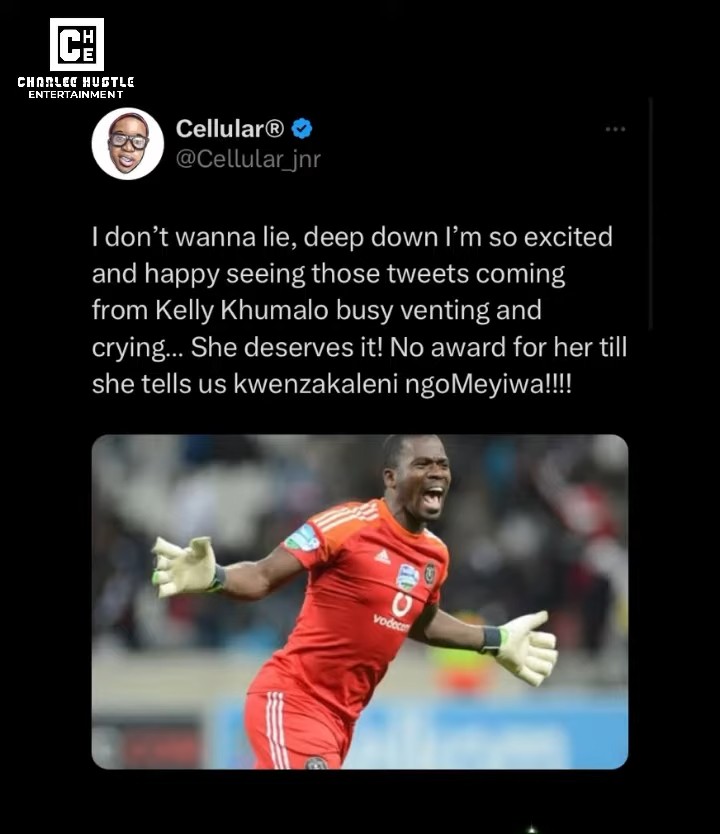 CHE
CHARLEE HUSTLE
ENTERTAINMENT
Cellular®
@Cellular_jnr
I don’t wanna lie, deep down I’m so excited
and happy seeing those tweets coming
from Kelly Khumalo busy venting and
crying... She deserves it! No award for her till
she tells us kwenzakaleni ngoMeyiwa!!!!
adidas
vodacom